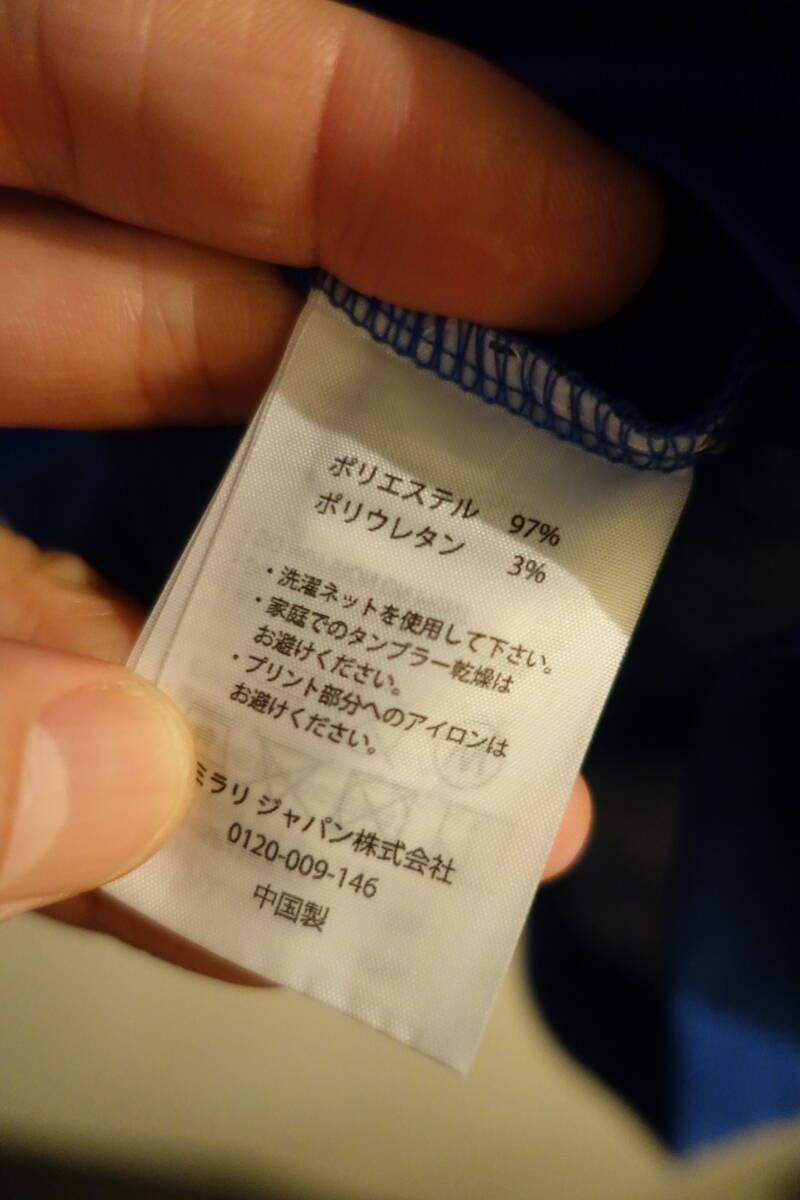 ポリエステル 97%
ポリウレタン 3%
・洗濯ネットを使用して下さい。
・家庭でのタンブラー乾燥は
お避けください。
・プリント部分へのアイロンは
お避けください。
ミラリ ジャパン株式会社
0120-009-146
中国製